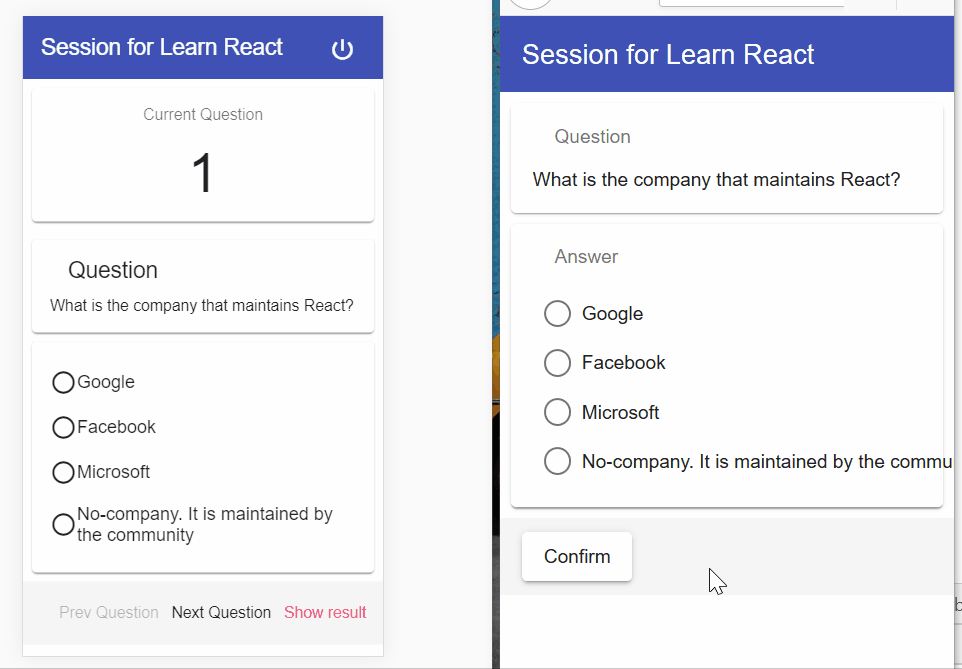 Session for Learn React
Current Question
1
Question
What is the company that maintains React?
Google
Facebook
Microsoft
No-company. It is maintained by
the community
Prev Question Next Question Show result
Session for Learn React
Question
What is the company that maintains React?
Answer
Google
Facebook
Microsoft
No-company. It is maintained by the commu
Confirm
b